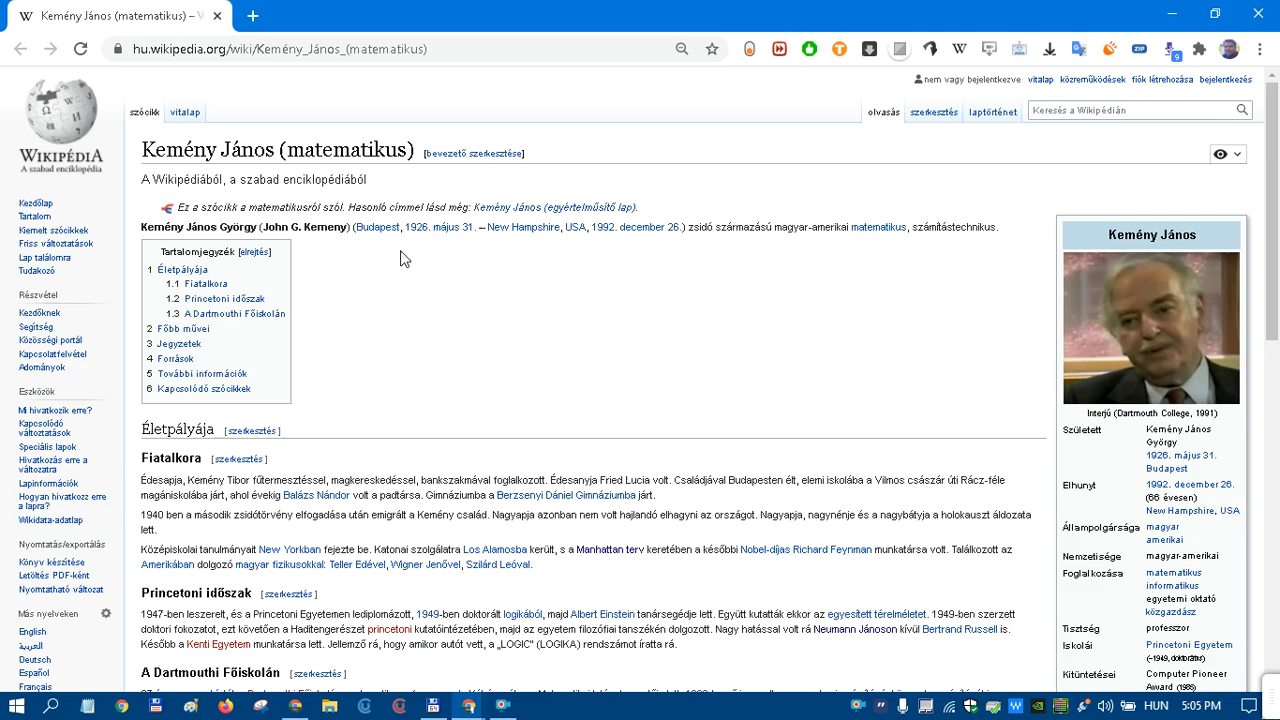 Kemény János (matematikus) – W
hu.wikipedia.org/wiki/Kemény_János_(matematikus)
nem vagy bejelentkezve vitalap közreműködések fiók létrehozása bejelentkezés
szócikk vitalap
olvasás szerkesztés laptörténet Keresés a Wikipédián
WIKIPÉDIA
A szabad enciklopédia
Kezdőlap
Tartalom
Kiemelt szócikkek
Friss változtatások
Lap találomra
Tudakozó
Részvétel
Kezdőknek
Segítség
Közösségi portál
Kapcsolatfelvétel
Adományok
Eszközök
Mi hivatkozik erre?
Kapcsolódó
változtatások
Speciális lapok
Hivatkozás erre a
változatra
Lapinformációk
Hogyan hivatkozz erre
a lapra?
Wikidata-adatlap
Nyomtatás/exportálás
Könyv készítése
Letöltés PDF-ként
Nyomtatható változat
Más nyelveken
English
العربية
Deutsch
Español
Français
Kemény János (matematikus) [bevezető szerkesztése]
A Wikipédiából, a szabad enciklopédiából
Ez a szócikk a matematikusról szól. Hasonló címmel lásd még: Kemény János (egyértelműsítő lap).
Kemény János György (John G. Kemeny) (Budapest, 1926. május 31. – New Hampshire, USA, 1992. december 26.) zsidó származású magyar-amerikai matematikus, számítástechnikus.
Tartalomjegyzék [elrejtés]
1 Életpályája
1.1 Fiatalkora
1.2 Princetoni időszak
1.3 A Dartmouthi Főiskolán
2 Főbb művei
3 Jegyzetek
4 Források
5 További információk
6 Kapcsolódó szócikkek
Életpályája [szerkesztés]
Fiatalkora [szerkesztés]
Édesapja, Kemény Tibor fűtermesztéssel, magkereskedéssel, bankszakmával foglalkozott. Édesanyja Fried Lucia volt. Családjával Budapesten élt, elemi iskolába a Vilmos császár úti Rácz-féle
magániskolába járt, ahol évekig Balázs Nándor volt a padtársa. Gimnáziumba a Berzsenyi Dániel Gimnáziumba járt.
1940 ben a második zsidótörvény elfogadása után emigrált a Kemény család. Nagyapja azonban nem volt hajlandó elhagyni az országot. Nagyapja, nagynénje és a nagybátyja a holokauszt áldozata
lett.
Középiskolai tanulmányait New Yorkban fejezte be. Katonai szolgálatra Los Alamosba került, s a Manhattan terv keretében a későbbi Nobel-díjas Richard Feynman munkatársa volt. Találkozott az
Amerikában dolgozó magyar fizikusokkal: Teller Edével, Wigner Jenővel, Szilárd Leóval.
Princetoni időszak [szerkesztés]
1947-ben leszerelt, és a Princetoni Egyetemen lediplomázott, 1949-ben doktorált logikából, majd Albert Einstein tanársegédje lett. Együtt kutatták ekkor az egyesített térelméletet. 1949-ben szerzett
doktori fokozatot, ezt követően a Haditengerészet princetoni kutatóintézetében, majd az egyetem filozófiai tanszékén dolgozott. Nagy hatással volt rá Neumann Jánoson kívül Bertrand Russell is.
Később a Kenti Egyetem munkatársa lett. Jellemző rá, hogy amikor autót vett, a „LOGIC” (LOGIKA) rendszámot íratta rá.
A Dartmouthi Főiskolán [szerkesztés]
Kemény János
Interjú (Dartmouth College, 1991)
Született Kemény János
György
1926. május 31.
Budapest
Elhunyt 1992. december 26.
(66 évesen)
New Hampshire, USA
Állampolgársága magyar
amerikai
Nemzetisége magyar-amerikai
Foglalkozása matematikus
informatikus
egyetemi oktató
közgazdász
Tisztség professzor
Iskolái Princetoni Egyetem
(–1949, doktorátus)
Kitüntetései Computer Pioneer
Award (1985)
ZIP
9
HUN 5:05 PM